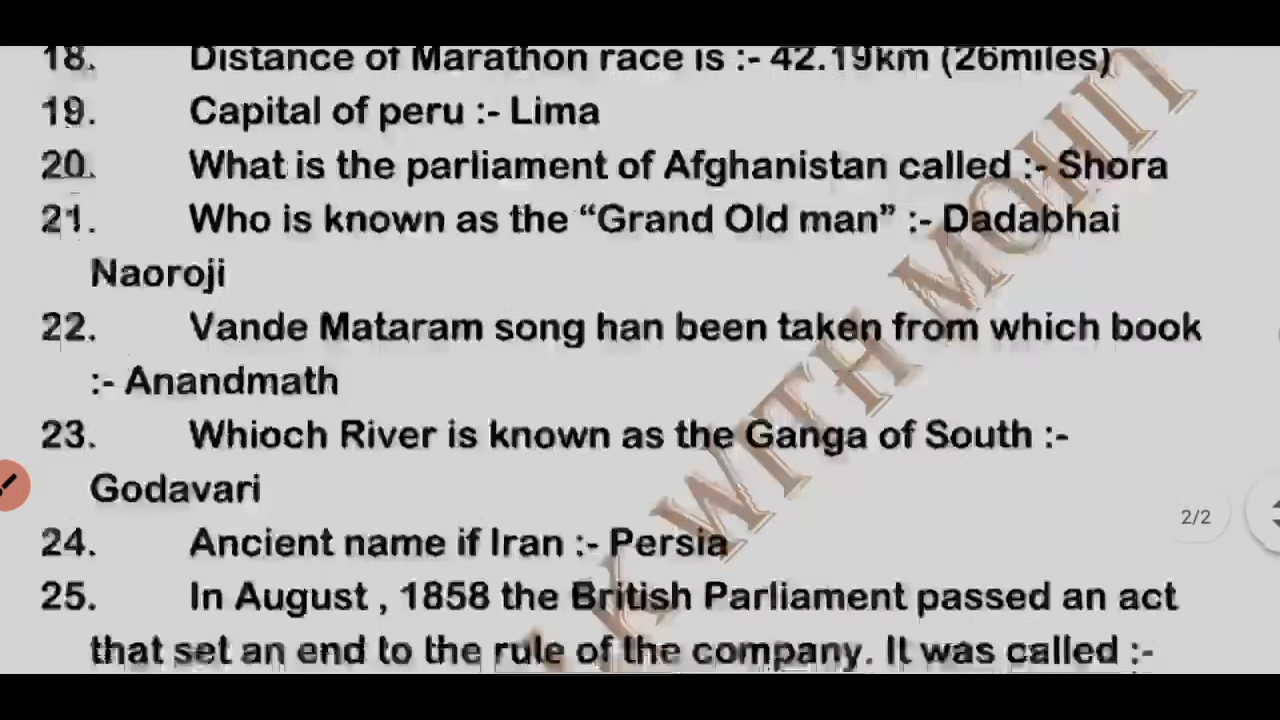 18. Distance of Marathon race is :- 42.19km (26miles)
19. Capital of peru :- Lima
20. What is the parliament of Afghanistan called :- Shora
21. Who is known as the “Grand Old man” :- Dadabhai
Naoroji
22. Vande Mataram song han been taken from which book
:- Anandmath
23. Whioch River is known as the Ganga of South :-
Godavari
2/2
24. Ancient name if Iran :- Persia
25. In August , 1858 the British Parliament passed an act
that set an end to the rule of the company. It was called :-
K WITH MOHIT